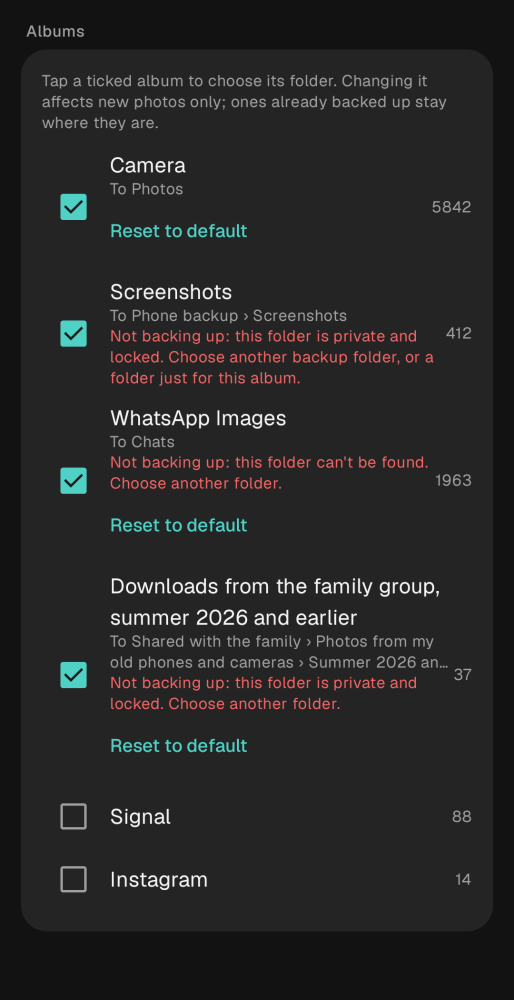 Albums
Tap a ticked album to choose its folder. Changing it
affects new photos only; ones already backed up stay
where they are.
Camera
To Photos
5842
Reset to default
Screenshots
To Phone backup › Screenshots
Not backing up: this folder is private and
412
locked. Choose another backup folder, or a
folder just for this album.
WhatsApp Images
To Chats
Not backing up: this folder can't be found.
Choose another folder.
1963
Reset to default
Downloads from the family group,
summer 2026 and earlier
To Shared with the family › Photos from my
old phones and cameras › Summer 2026 an...
37
Not backing up: this folder is private and
locked. Choose another folder.
Reset to default
Signal
88
Instagram
14